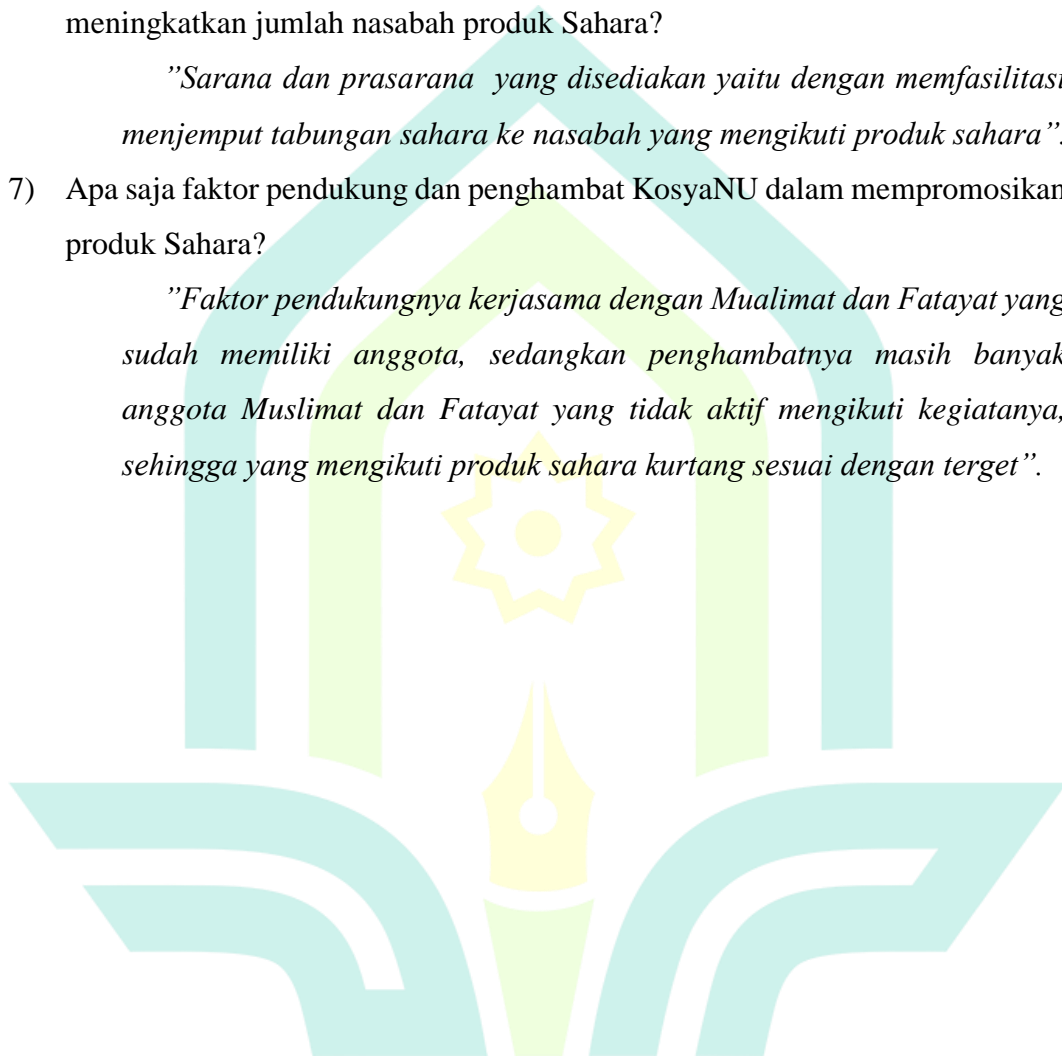 meningkatkan jumlah nasabah produk Sahara?
”Sarana dan prasarana yang disediakan yaitu dengan memfasilitasi
menjemput tabungan sahara ke nasabah yang mengikuti produk sahara”.
7) Apa saja faktor pendukung dan penghambat KosyaNU dalam mempromosikan
produk Sahara?
”Faktor pendukungnya kerjasama dengan Mualimat dan Fatayat yang
sudah memiliki anggota, sedangkan penghambatnya masih banyak
anggota Muslimat dan Fatayat yang tidak aktif mengikuti kegiatanya,
sehingga yang mengikuti produk sahara kurtang sesuai dengan terget”.